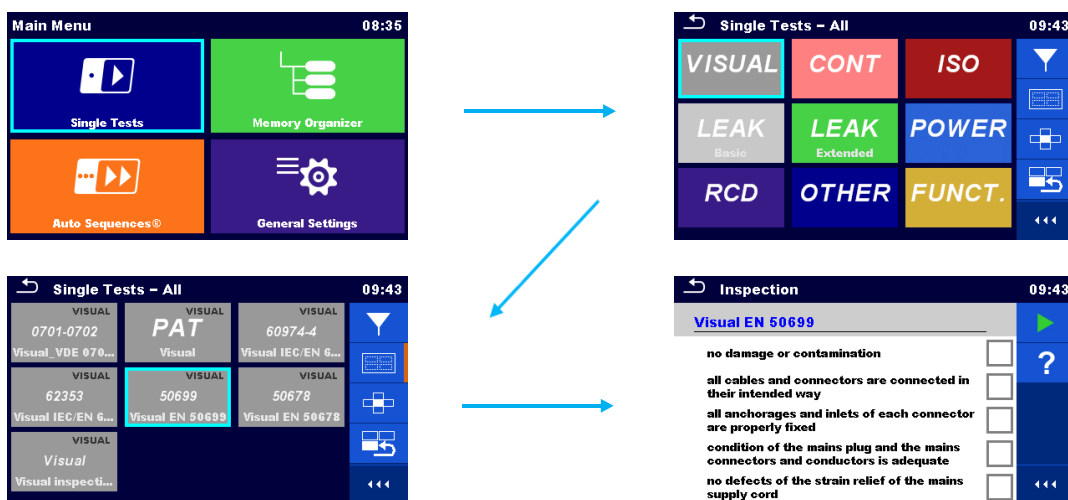 Main Menu 08:35
Single Tests
Memory Organizer
Auto Sequences®
General Settings
Single Tests – All 09:43
VISUAL
CONT
ISO
LEAK
Basic
LEAK
Extended
POWER
RCD
OTHER
FUNCT.
Single Tests – All 09:43
VISUAL
0701-0702
Visual_VDE 070...
VISUAL
PAT
Visual
VISUAL
60974-4
Visual IEC/EN 6...
VISUAL
62353
Visual IEC/EN 6...
VISUAL
50699
Visual EN 50699
VISUAL
50678
Visual EN 50678
VISUAL
Visual
Visual inspecti...
Inspection 09:43
Visual EN 50699
?
no damage or contamination
all cables and connectors are connected in
their intended way
all anchorages and inlets of each connector
are properly fixed
condition of the mains plug and the mains
connectors and conductors is adequate
no defects of the strain relief of the mains
supply cord